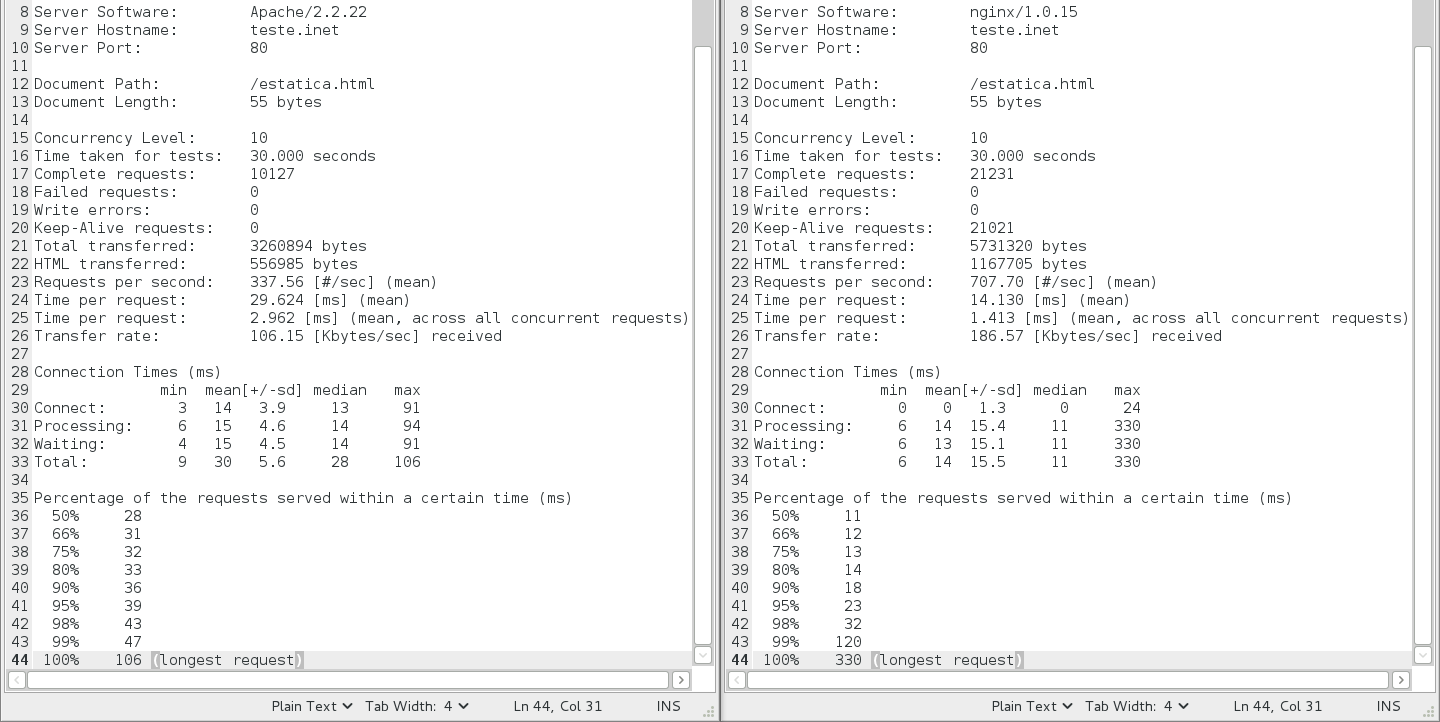 8 Server Software:        Apache/2.2.22
9 Server Hostname:        teste.inet
10 Server Port:            80
11
12 Document Path:          /estatica.html
13 Document Length:        55 bytes
14
15 Concurrency Level:      10
16 Time taken for tests:   30.000 seconds
17 Complete requests:      10127
18 Failed requests:        0
19 Write errors:           0
20 Keep-Alive requests:    0
21 Total transferred:      3260894 bytes
22 HTML transferred:       556985 bytes
23 Requests per second:    337.56 [#/sec] (mean)
24 Time per request:       29.624 [ms] (mean)
25 Time per request:       2.962 [ms] (mean, across all concurrent requests)
26 Transfer rate:          106.15 [Kbytes/sec] received
27
28 Connection Times (ms)
29               min  mean[+/-sd] median   max
30 Connect:        3   14   3.9     13      91
31 Processing:     6   15   4.6     14      94
32 Waiting:        4   15   4.5     14      91
33 Total:          9   30   5.6     28     106
34
35 Percentage of the requests served within a certain time (ms)
36   50%     28
37   66%     31
38   75%     32
39   80%     33
40   90%     36
41   95%     39
42   98%     43
43   99%     47
44  100%    106 (longest request)
Plain Text Tab Width: 4 Ln 44, Col 31 INS
8 Server Software:        nginx/1.0.15
9 Server Hostname:        teste.inet
10 Server Port:            80
11
12 Document Path:          /estatica.html
13 Document Length:        55 bytes
14
15 Concurrency Level:      10
16 Time taken for tests:   30.000 seconds
17 Complete requests:      21231
18 Failed requests:        0
19 Write errors:           0
20 Keep-Alive requests:    21021
21 Total transferred:      5731320 bytes
22 HTML transferred:       1167705 bytes
23 Requests per second:    707.70 [#/sec] (mean)
24 Time per request:       14.130 [ms] (mean)
25 Time per request:       1.413 [ms] (mean, across all concurrent requests)
26 Transfer rate:          186.57 [Kbytes/sec] received
27
28 Connection Times (ms)
29               min  mean[+/-sd] median   max
30 Connect:        0    0   1.3      0      24
31 Processing:     6   14  15.4     11     330
32 Waiting:        6   13  15.1     11     330
33 Total:          6   14  15.5     11     330
34
35 Percentage of the requests served within a certain time (ms)
36   50%     11
37   66%     12
38   75%     13
39   80%     14
40   90%     18
41   95%     23
42   98%     32
43   99%    120
44  100%    330 (longest request)
Plain Text Tab Width: 4 Ln 44, Col 31 INS